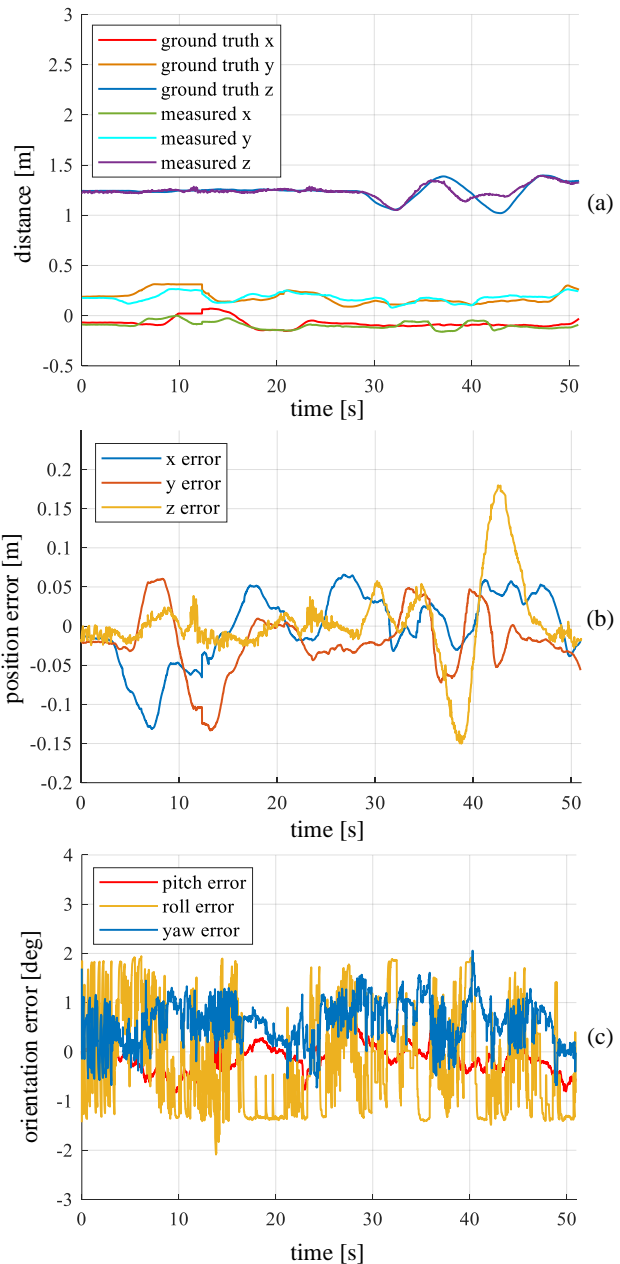 3
2.5
2
1.5
1
0.5
0
-0.5
distance [m]
ground truth x
ground truth y
ground truth z
measured x
measured y
measured z
(a)
0 10 20 30 40 50
time [s]
0.2
0.15
0.1
0.05
0
-0.05
-0.1
-0.15
-0.2
position error [m]
x error
y error
z error
(b)
0 10 20 30 40 50
time [s]
4
3
2
1
0
-1
-2
-3
orientation error [deg]
pitch error
roll error
yaw error
(c)
0 10 20 30 40 50
time [s]